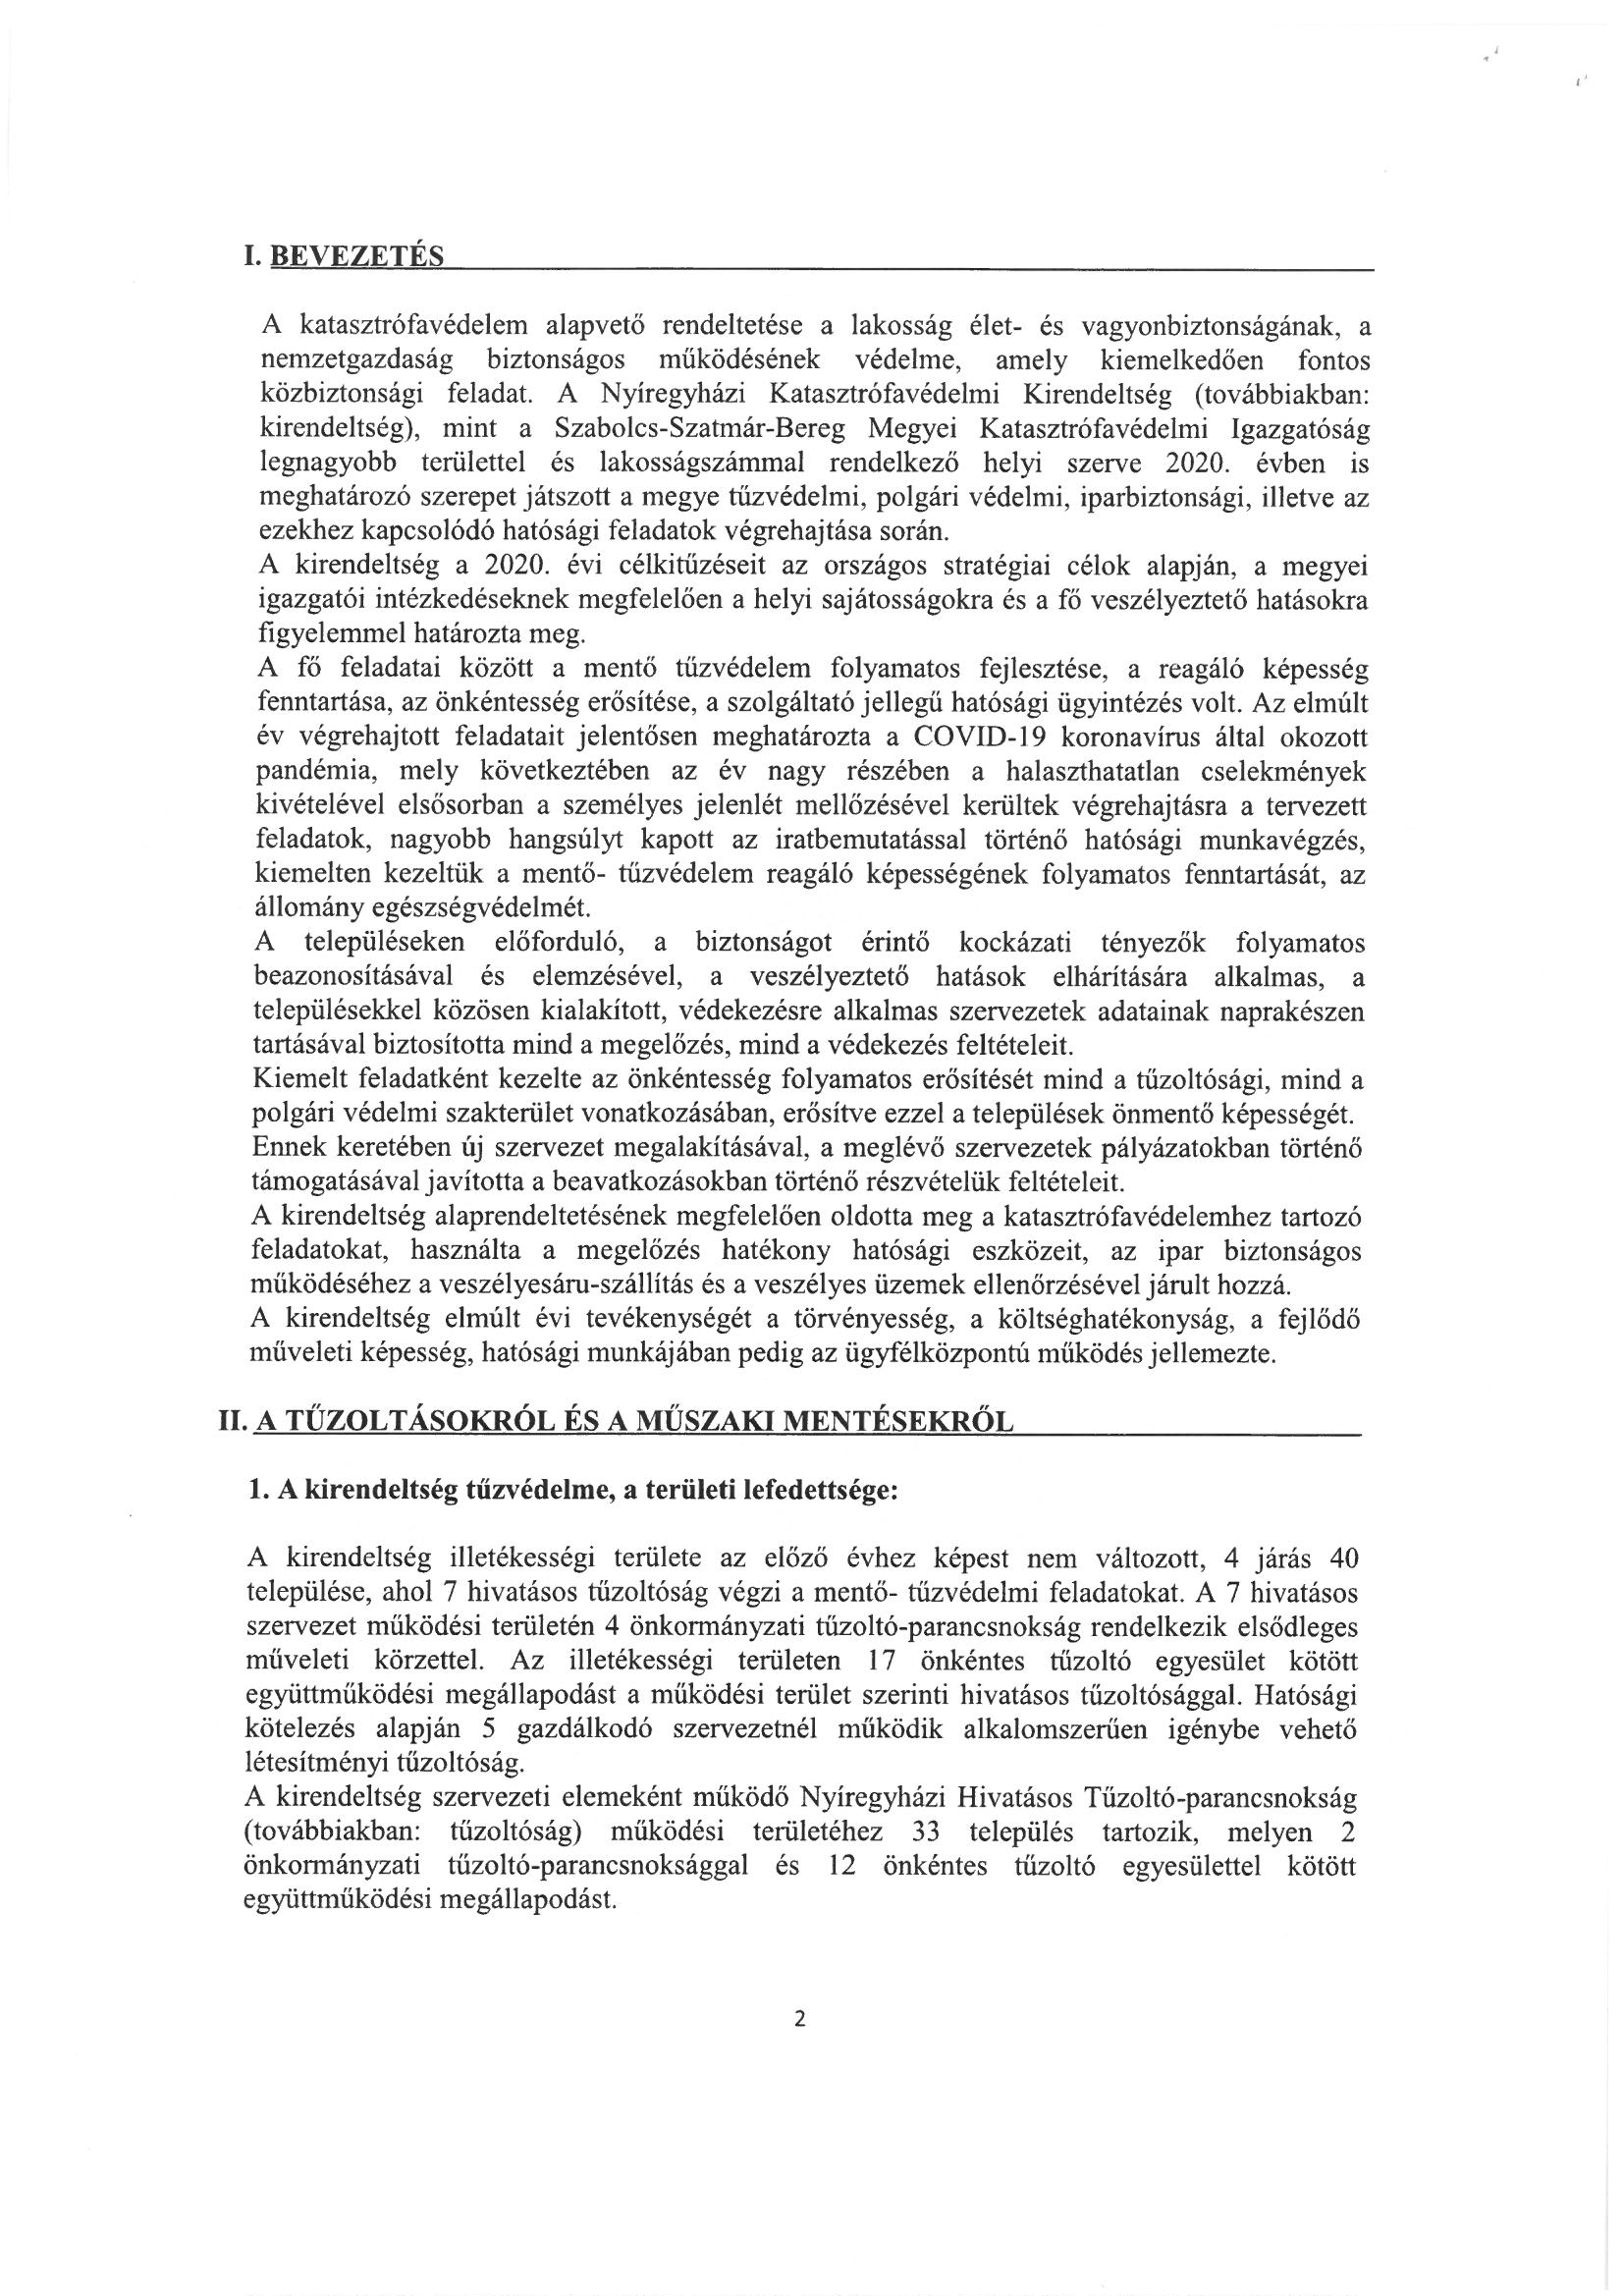 I. BEVEZETÉS
A katasztrófavédelem alapvető rendeltetése a lakosság élet- és vagyonbiztonságának, a
nemzetgazdaság biztonságos működésének védelme, amely kiemelkedően fontos
közbiztonsági feladat. A Nyíregyházi Katasztrófavédelmi Kirendeltség (továbbiakban:
kirendeltség), mint a Szabolcs-Szatmár-Bereg Megyei Katasztrófavédelmi Igazgatóság
legnagyobb területtel és lakosságszámmal rendelkező helyi szerve 2020. évben is
meghatározó szerepet játszott a megye tűzvédelmi, polgári védelmi, iparbiztonsági, illetve az
ezekhez kapcsolódó hatósági feladatok végrehajtása során.
A kirendeltség a 2020. évi célkitűzéseit az országos stratégiai célok alapján, a megyei
igazgatói intézkedéseknek megfelelően a helyi sajátosságokra és a fő veszélyeztető hatásokra
figyelemmel határozta meg.
A fő feladatai között a mentő tűzvédelem folyamatos fejlesztése, a reagáló képesség
fenntartása, az önkéntesség erősítése, a szolgáltató jellegű hatósági ügyintézés volt. Az elmúlt
év végrehajtott feladatait jelentősen meghatározta a COVID-19 koronavírus által okozott
pandémia, mely következtében az év nagy részében a halaszthatatlan cselekmények
kivételével elsősorban a személyes jelenlét mellőzésével kerültek végrehajtásra a tervezett
feladatok, nagyobb hangsúlyt kapott az iratbemutatással történő hatósági munkavégzés,
kiemelten kezeltük a mentő- tűzvédelem reagáló képességének folyamatos fenntartását, az
állomány egészségvédelmét.
A településeken előforduló, a biztonságot érintő kockázati tényezők folyamatos
beazonosításával és elemzésével, a veszélyeztető hatások elhárítására alkalmas, a
településekkel közösen kialakított, védekezésre alkalmas szervezetek adatainak naprakészen
tartásával biztosította mind a megelőzés, mind a védekezés feltételeit.
Kiemelt feladatként kezelte az önkéntesség folyamatos erősítését mind a tűzoltósági, mind a
polgári védelmi szakterület vonatkozásában, erősítve ezzel a települések önmentő képességét.
Ennek keretében új szervezet megalakításával, a meglévő szervezetek pályázatokban történő
támogatásával javította a beavatkozásokban történő részvételük feltételeit.
A kirendeltség alaprendeltetésének megfelelően oldotta meg a katasztrófavédelemhez tartozó
feladatokat, használta a megelőzés hatékony hatósági eszközeit, az ipar biztonságos
működéséhez a veszélyesáru-szállítás és a veszélyes üzemek ellenőrzésével járult hozzá.
A kirendeltség elmúlt évi tevékenységét a törvényesség, a költséghatékonyság, a fejlődő
műveleti képesség, hatósági munkájában pedig az ügyfélközpontú működés jellemezte.
II. A TŰZOLTÁSOKRÓL ÉS A MŰSZAKI MENTÉSEKRŐL
1. A kirendeltség tűzvédelme, a területi lefedettsége:
A kirendeltség illetékességi területe az előző évhez képest nem változott, 4 járás 40
települése, ahol 7 hivatásos tűzoltóság végzi a mentő- tűzvédelmi feladatokat. A 7 hivatásos
szervezet működési területén 4 önkormányzati tűzoltó-parancsnokság rendelkezik elsődleges
műveleti körzettel. Az illetékességi területen 17 önkéntes tűzoltó egyesület kötött
együttműködési megállapodást a működési terület szerinti hivatásos tűzoltósággal. Hatósági
kötelezés alapján 5 gazdálkodó szervezetnél működik alkalomszerűen igénybe vehető
létesítményi tűzoltóság.
A kirendeltség szervezeti elemeként működő Nyíregyházi Hivatásos Tűzoltó-parancsnokság
(továbbiakban: tűzoltóság) működési területéhez 33 település tartozik, melyen 2
önkormányzati tűzoltó-parancsnoksággal és 12 önkéntes tűzoltó egyesülettel kötött
együttműködési megállapodást.
2